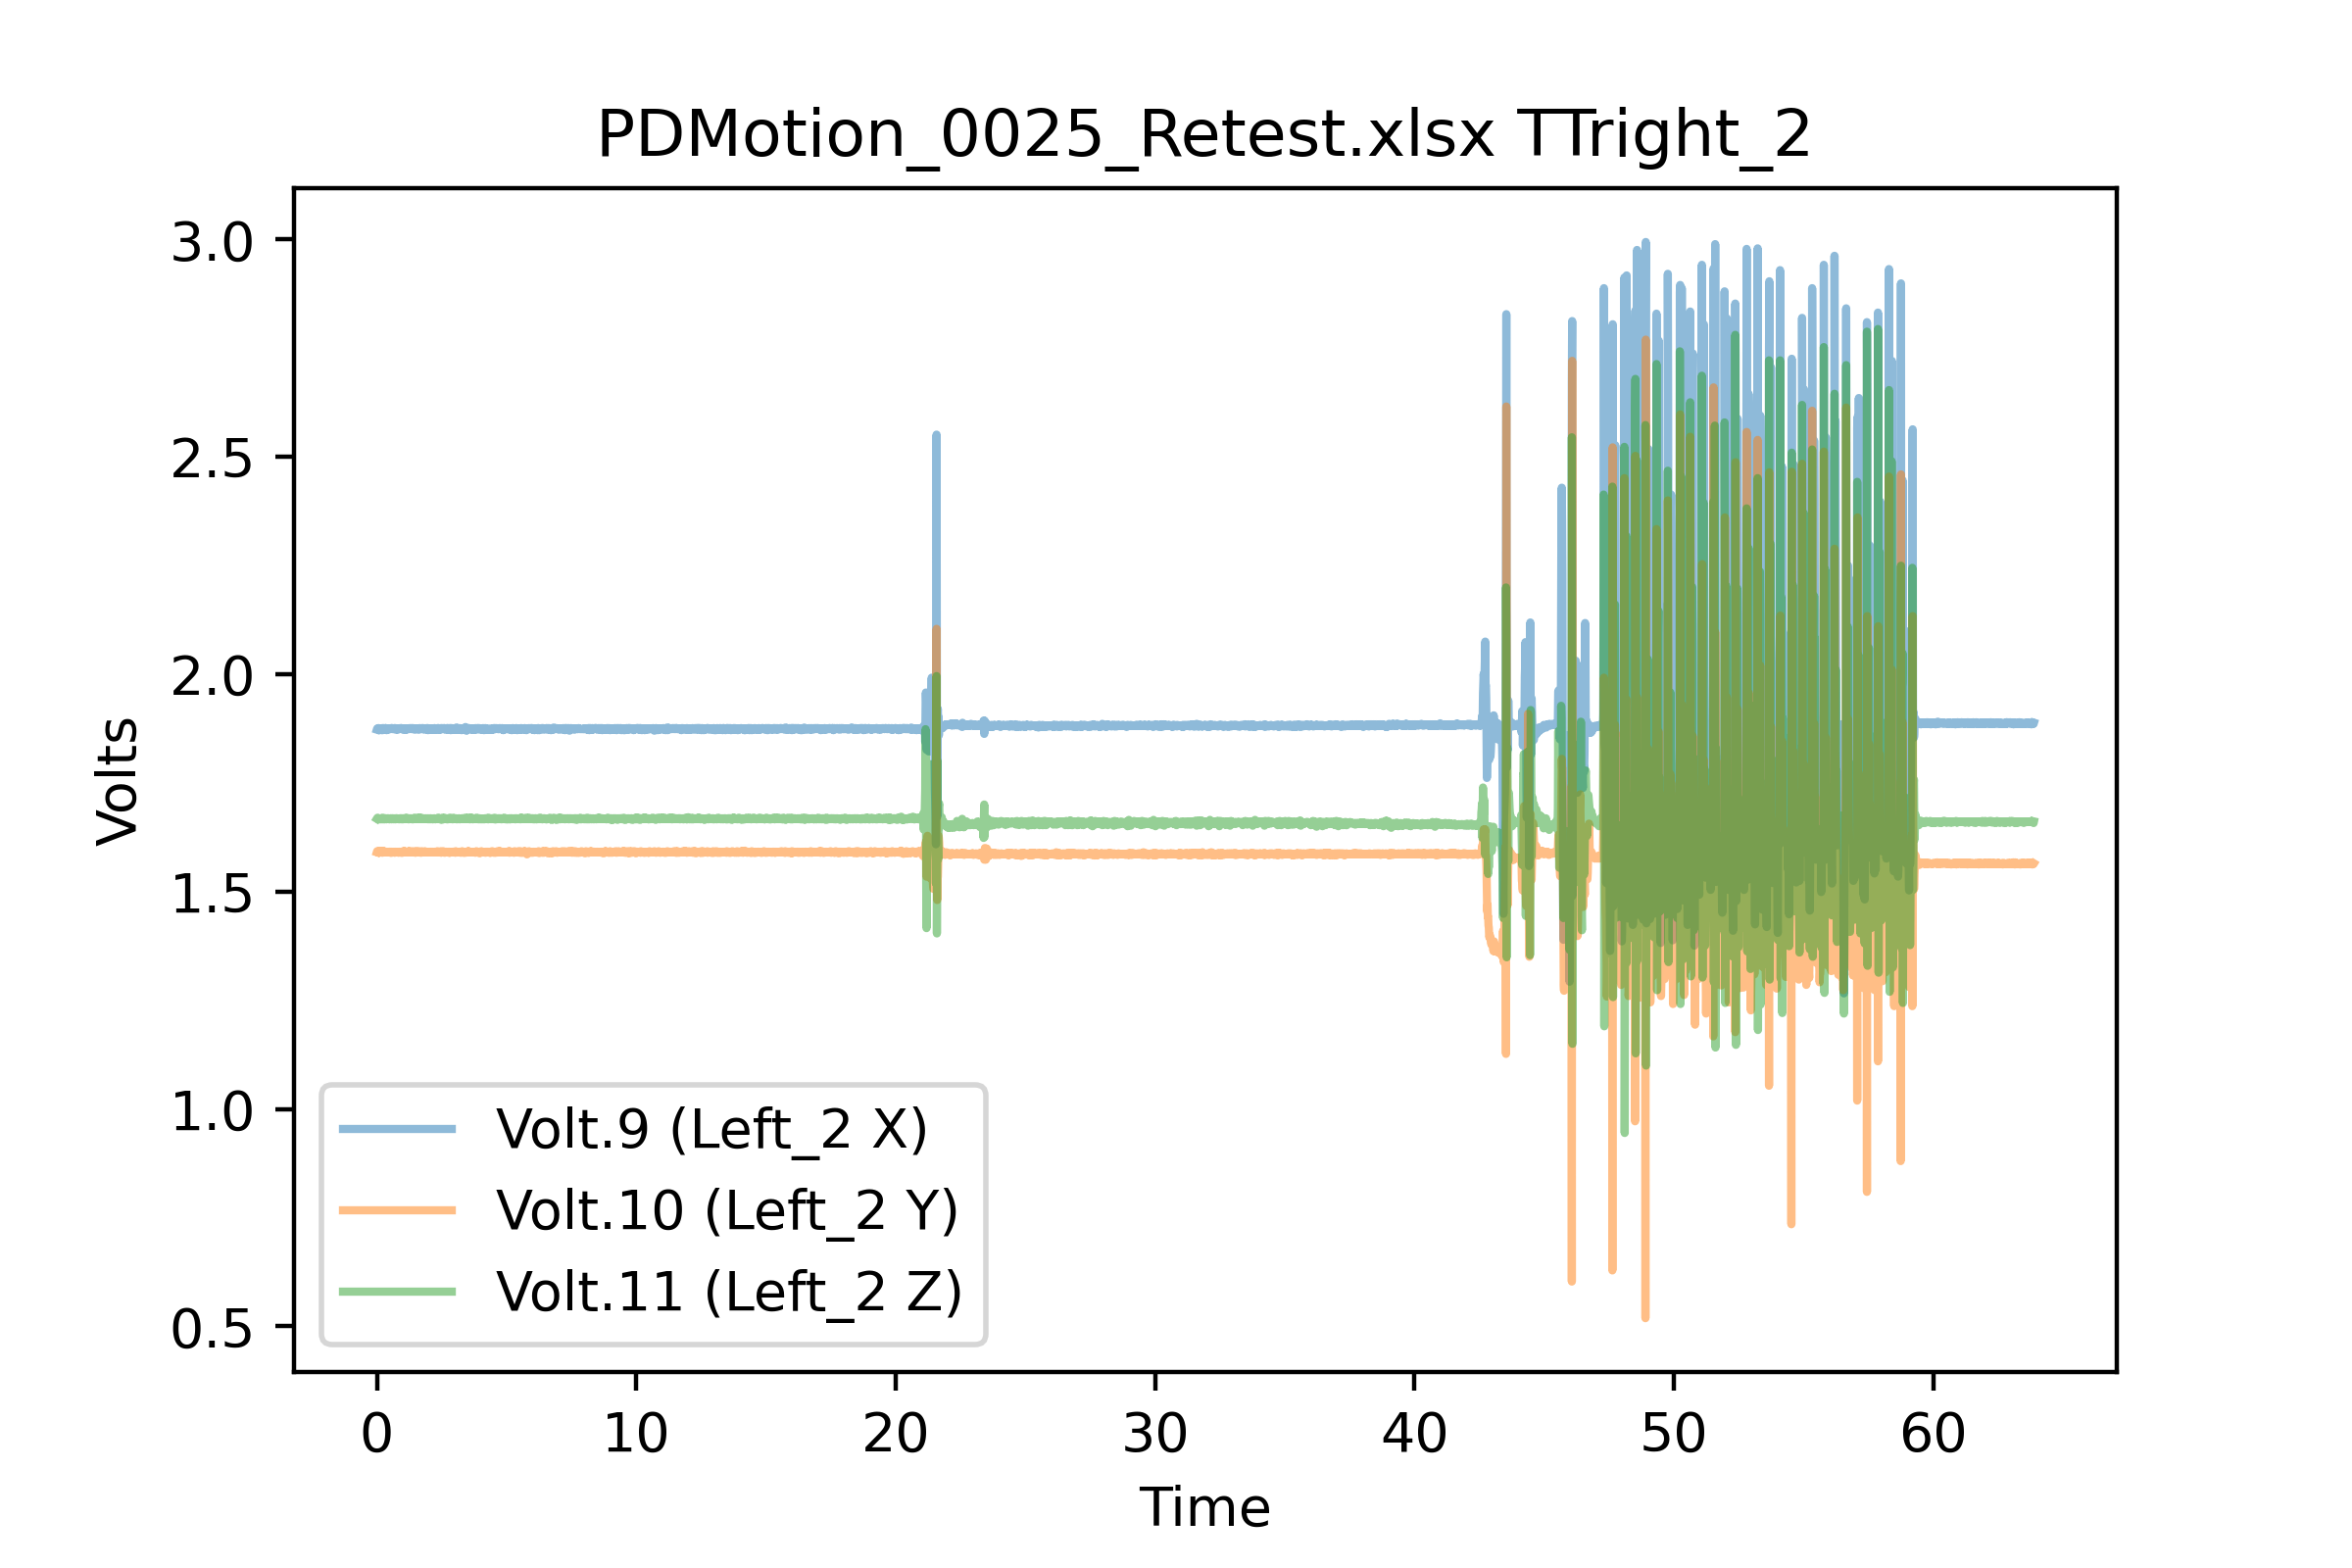 PDMotion_0025_Retest.xlsx TTright_2
3.0
2.5
2.0
1.5
1.0
0.5
Volts
Volt.9 (Left_2 X)
Volt.10 (Left_2 Y)
Volt.11 (Left_2 Z)
0 10 20 30 40 50 60
Time